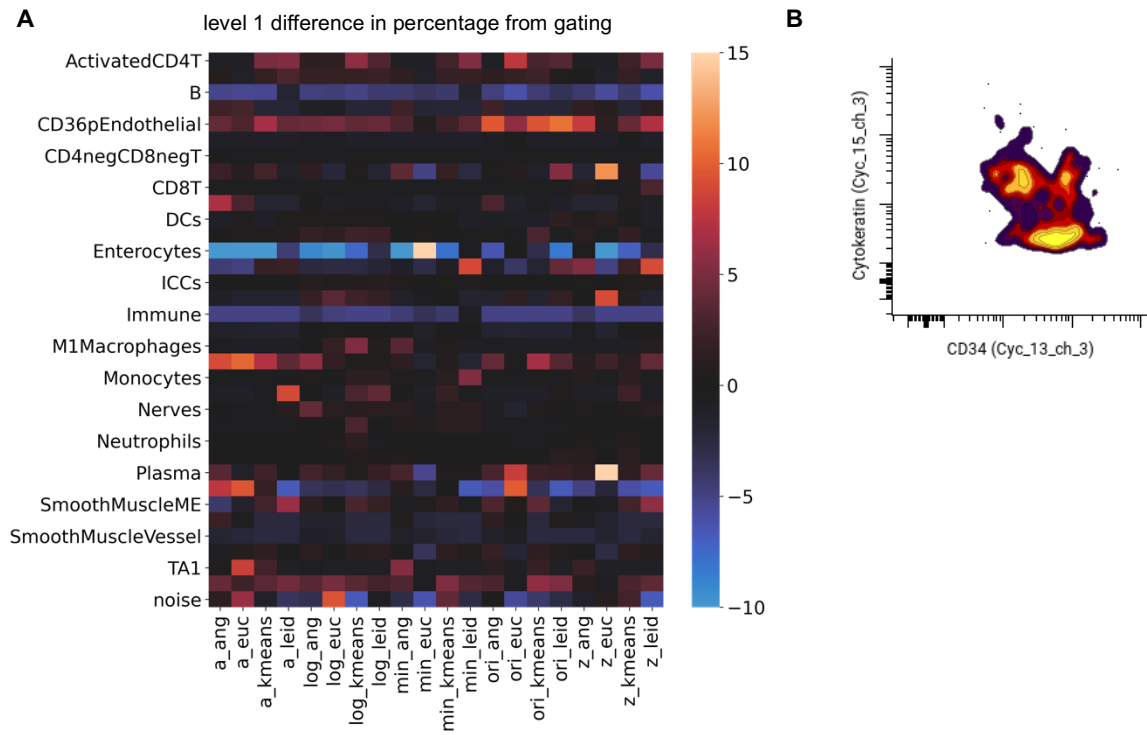 A
level 1 difference in percentage from gating
B
ActivatedCD4T
B
CD36pEndothelial
CD4negCD8negT
CD8T
DCs
Enterocytes
ICCs
Immune
M1Macrophages
Monocytes
Nerves
Neutrophils
Plasma
SmoothMuscleME
SmoothMuscleVessel
TA1
noise
a_ang
a_euc
a_kmeans
a_leid
log_ang
log_euc
log_kmeans
log_leid
min_ang
min_euc
min_kmeans
min_leid
ori_ang
ori_euc
ori_kmeans
ori_leid
z_ang
z_euc
z_kmeans
z_leid
15
10
5
0
−5
−10
Cytokeratin (Cyc_15_ch_3)
CD34 (Cyc_13_ch_3)